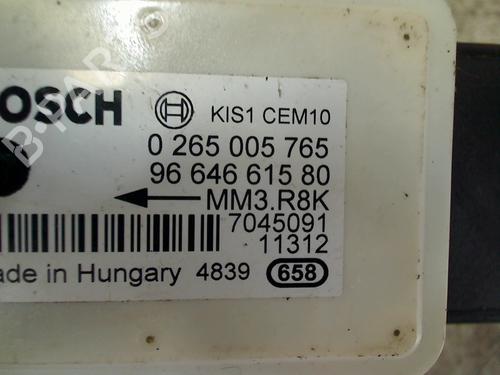 OSCH KIS1 CEM10
0 265 005 765
96 646 615 80
MM3.R8K
7045091
11312
ade in Hungary 4839 658